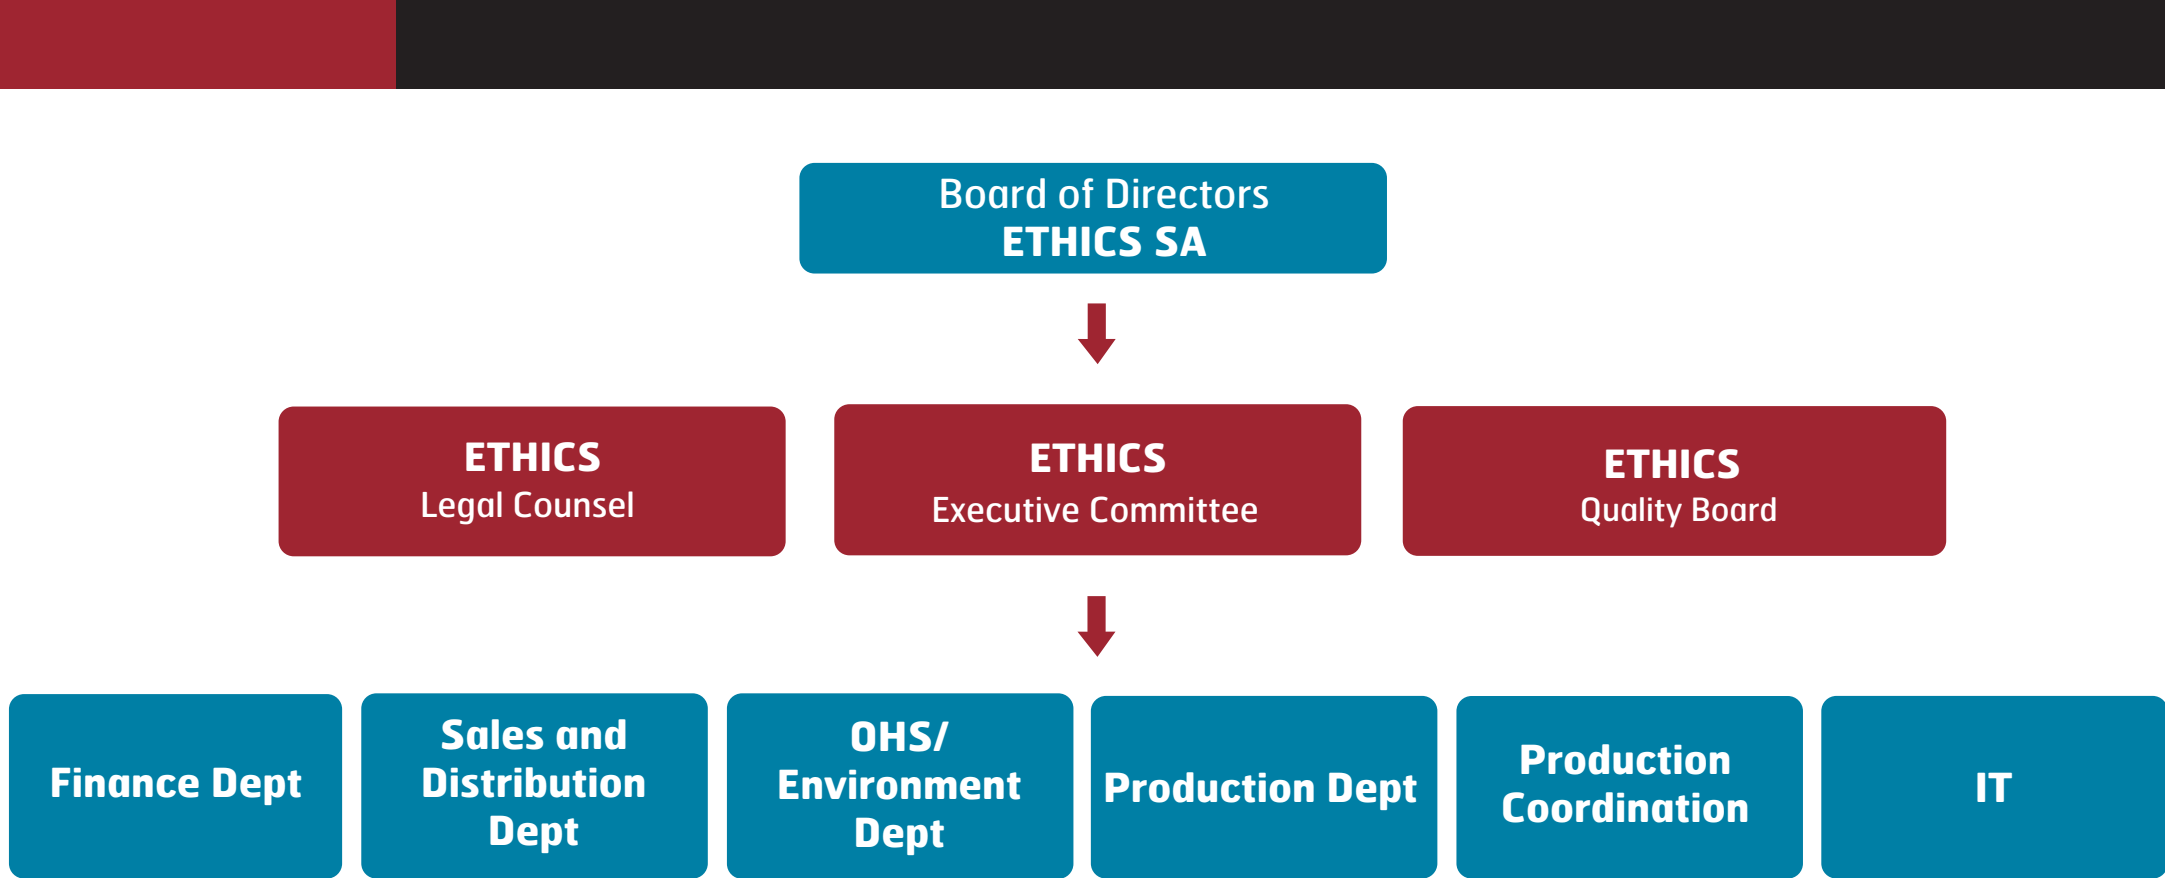 Board of Directors
ETHICS SA
ETHICS
Legal Counsel
ETHICS
Executive Committee
ETHICS
Quality Board
Finance Dept
Sales and
Distribution
Dept
OHS/
Environment
Dept
Production Dept
Production
Coordination
IT